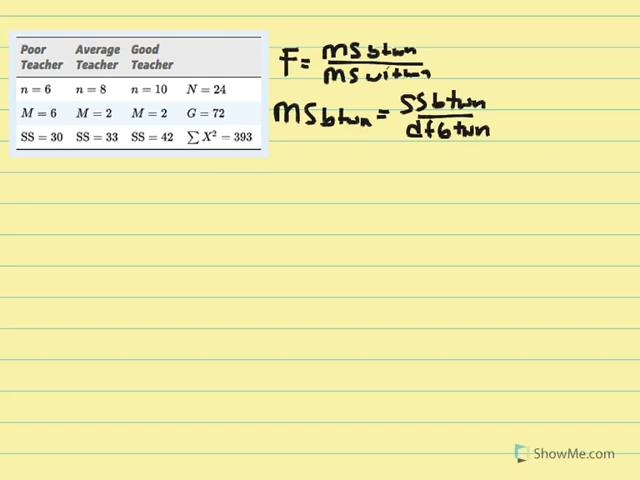 Poor Teacher Average Teacher Good Teacher
n = 6 n = 8 n = 10 N = 24
M = 6 M = 2 M = 2 G = 72
SS = 30 SS = 33 SS = 42 ∑X² = 393
F = MS btwn / MS witwn
MS btwn = SS btwn / df btwn
ShowMe.com